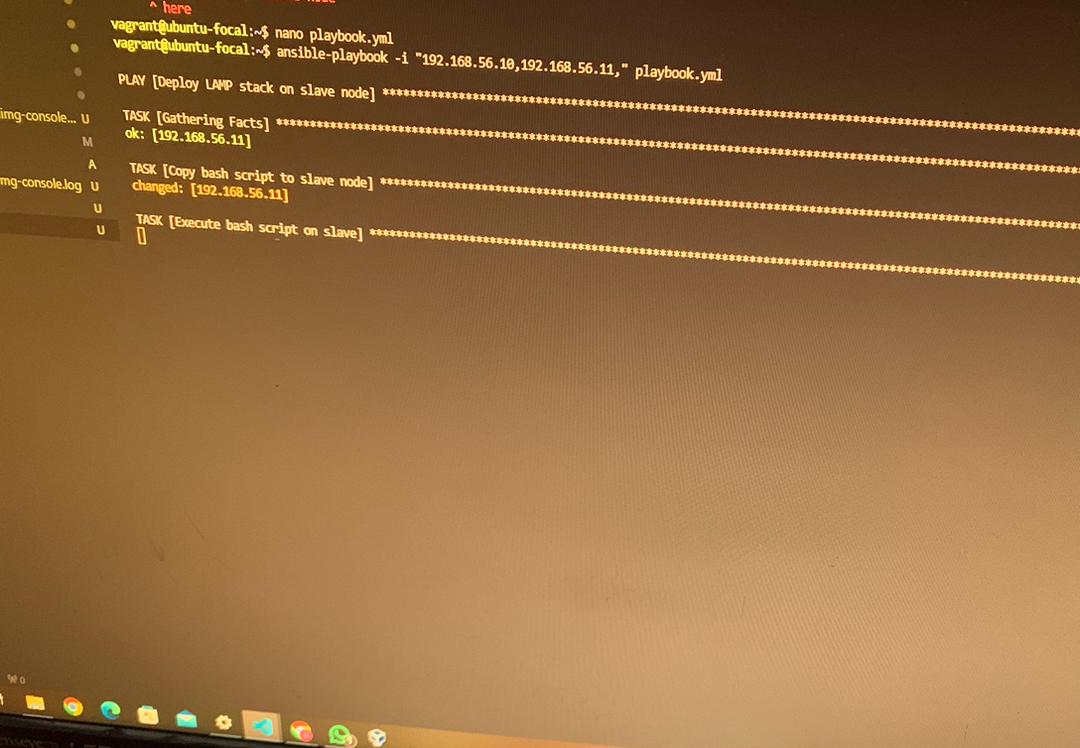 ^ here
vagrant@ubuntu-focal:~$ nano playbook.yml
vagrant@ubuntu-focal:~$ ansible-playbook -i "192.168.56.10,192.168.56.11," playbook.yml
PLAY [Deploy LAMP stack on slave node] ****************************************************************************************************
img-console... U
TASK [Gathering Facts] ****************************************************************************************************
M
ok: [192.168.56.11]
A
TASK [Copy bash script to slave node] ****************************************************************************************************
mg-console.log U
changed: [192.168.56.11]
U
TASK [Execute bash script on slave] ****************************************************************************************************
U
0